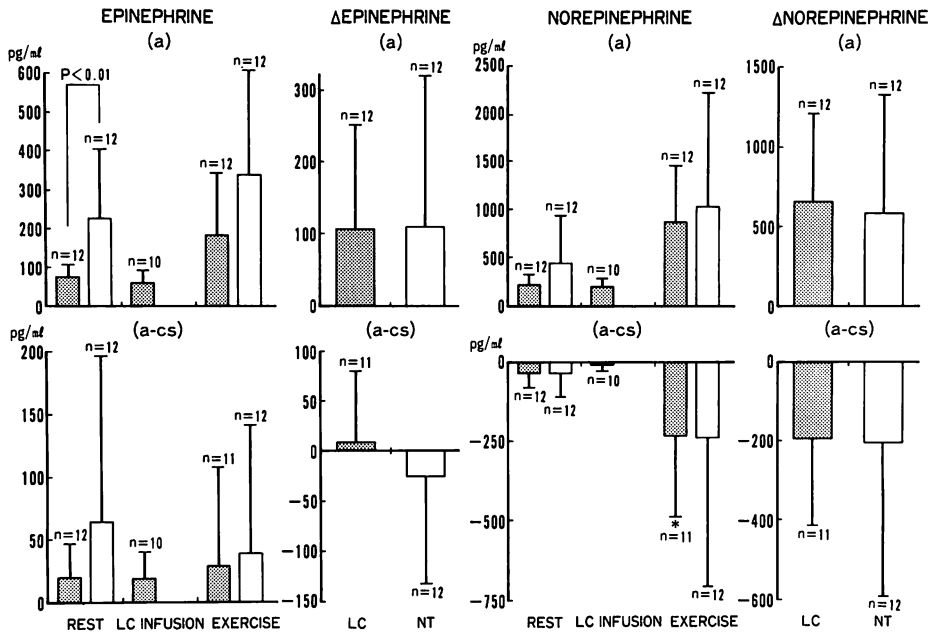 EPINEPHRINE ΔEPINEPHRINE NOREPINEPHRINE ΔNOREPINEPHRINE
(a) (a) (a) (a)
pg/ml
600
500
400
300
200
100
0
P<0.01
n=12
n=12
n=10
n=12
n=12
300
200
100
0
n=12
n=12
pg/ml
2500
2000
1500
1000
500
0
n=12
n=12
n=10
n=12
n=12
1500
1000
500
0
n=12
n=12
(a-cs) (a-cs) (a-cs)
pg/ml
200
150
100
50
0
n=12
n=12
n=10
n=11
n=12
REST LC INFUSION EXERCISE
100
50
0
−50
−100
−150
n=11
n=12
LC NT
pg/ml
0
−250
−500
−750
n=12
n=12
n=10
*
n=11
n=12
REST LC INFUSION EXERCISE
(a-cs)
0
−200
−400
−600
n=11
n=12
LC NT